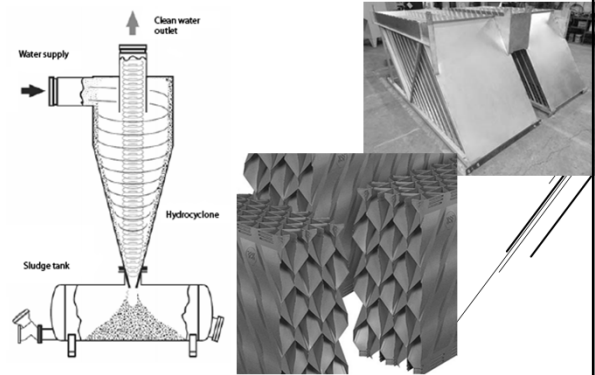 Clean water
outlet
Water supply
Hydrocyclone
Sludge tank